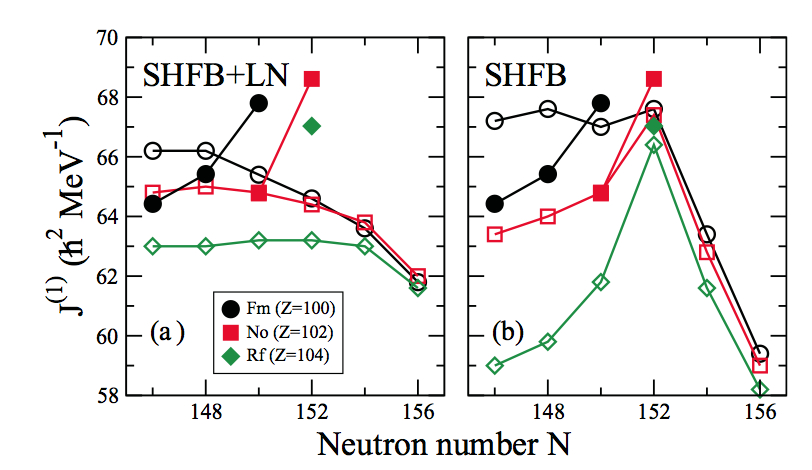 70
68
66
64
62
60
58
J(1) (ħ2 MeV-1)
SHFB+LN
SHFB
(a)
(b)
Fm (Z=100)
No (Z=102)
Rf (Z=104)
148
152
156
148
152
156
Neutron number N